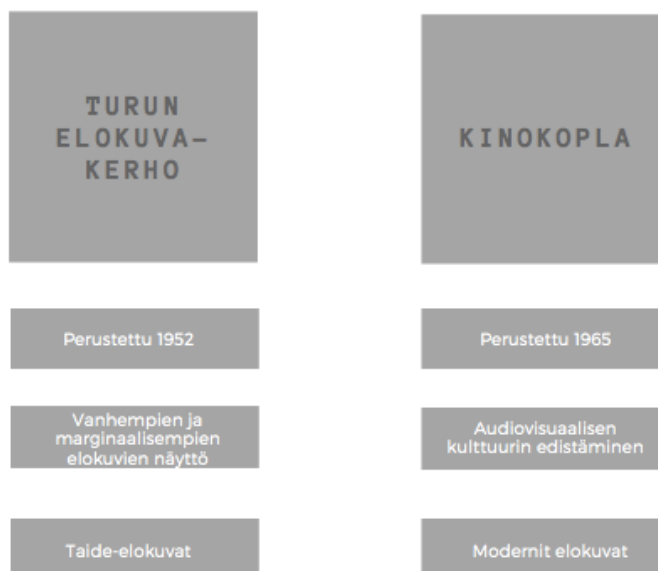 TURUN
ELOKUVA–
KERHO
Perustettu 1952
Vanhempien ja
marginaalisempien
elokuvien näyttö
Taide-elokuvat
KINOKOPLA
Perustettu 1965
Audiovisuaalisen
kulttuurin edistäminen
Modernit elokuvat